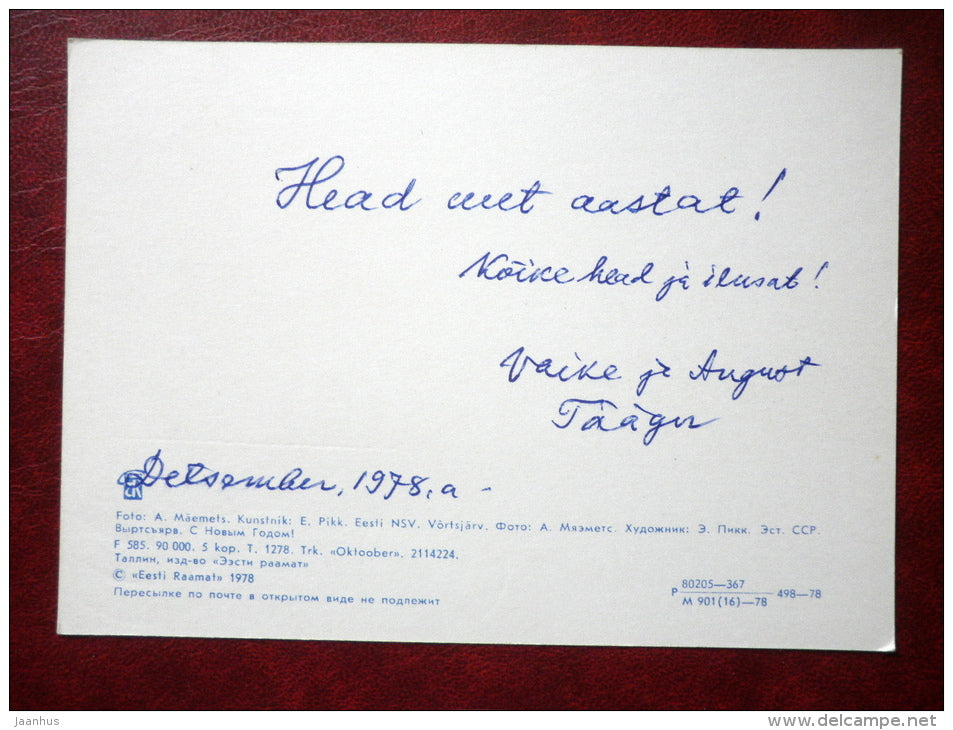 Head uut aastat!
Kõike head ja ilusat!
Vaike ja August
Detsember, 1978. a -
Foto: A. Mäemets. Kunstnik: E. Pikk. Eesti NSV. Võrtsjärv. Фото: А. Мяэметс. Художник: Э. Пикк. Эст. ССР.
Выртсъярв. С Новым Годом!
F 585. 90 000. 5 kop. T. 1278. Trk. «Oktoober». 2114224.
Таллин, изд-во «Ээсти раамат»
© «Eesti Raamat» 1978
Пересылке по почте в открытом виде не подлежит
P 80205—367 498—78
M 901(16)—78
jaanhus
www.delcampe.net